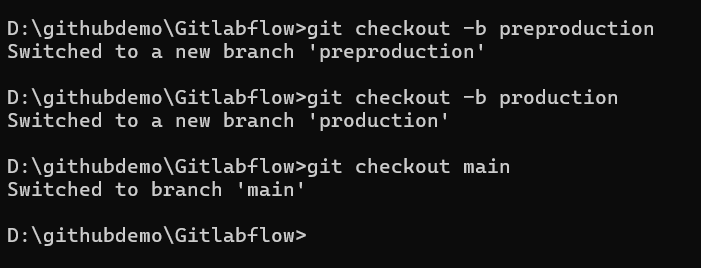 D:\githubdemo\Gitlabflow>git checkout -b preproduction
Switched to a new branch 'preproduction'
D:\githubdemo\Gitlabflow>git checkout -b production
Switched to a new branch 'production'
D:\githubdemo\Gitlabflow>git checkout main
Switched to branch 'main'
D:\githubdemo\Gitlabflow>